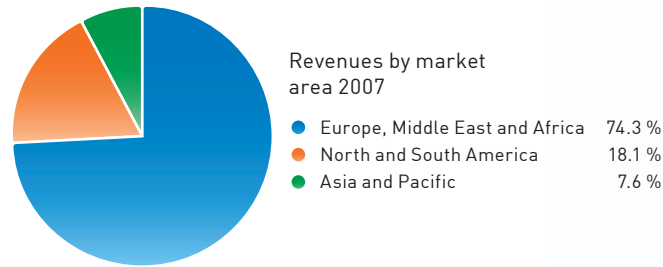 Revenues by market
area 2007
Europe, Middle East and Africa 74.3 %
North and South America 18.1 %
Asia and Pacific 7.6 %